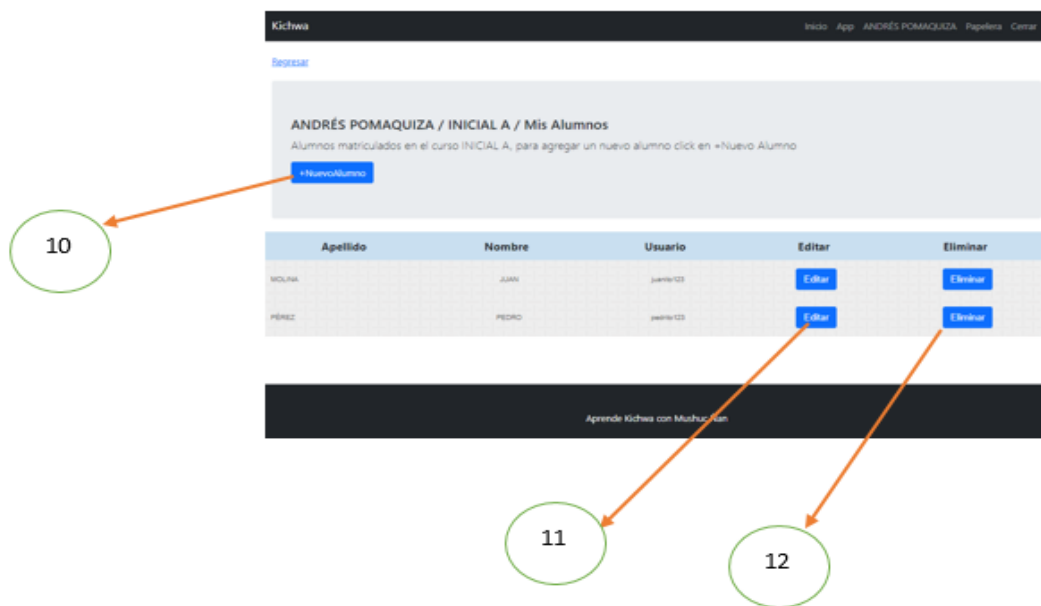 Kichwa Inicio App ANDRÉS POMAQUIZA Papelera Cerrar
Regresar
ANDRÉS POMAQUIZA / INICIAL A / Mis Alumnos
Alumnos matriculados en el curso INICIAL A, para agregar un nuevo alumno click en +Nuevo Alumno
+NuevoAlumno
10
Apellido Nombre Usuario Editar Eliminar
MOLINA JUAN juanito123 Editar Eliminar
PÉREZ PEDRO pedrito123 Editar Eliminar
Aprende Kichwa con Mushuc Ñan
11
12